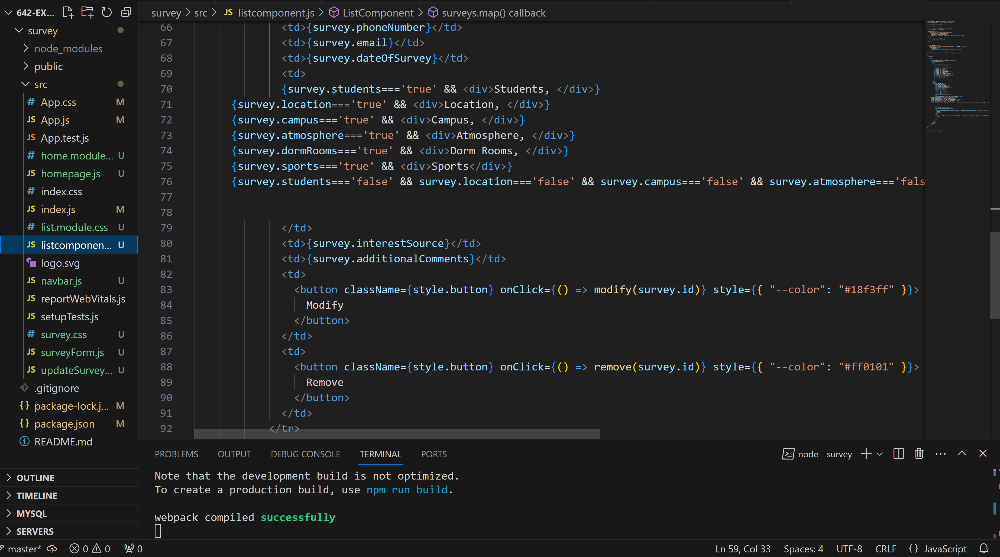 642-EX...
survey
node_modules
public
src
App.css M
App.js M
App.test.js
home.module... U
homepage.js U
index.css
index.js M
list.module.css U
listcomponen... U
logo.svg
navbar.js U
reportWebVitals.js
setupTests.js
survey.css U
surveyForm.js U
updateSurvey... U
.gitignore
package-lock.j... M
package.json M
README.md
OUTLINE
TIMELINE
MYSQL
SERVERS
survey > src > JS listcomponent.js > ListComponent > surveys.map() callback
66 <td>{survey.phoneNumber}</td>
67 <td>{survey.email}</td>
68 <td>{survey.dateOfSurvey}</td>
69 <td>
70 {survey.students==='true' && <div>Students, </div>}
71 {survey.location==='true' && <div>Location, </div>}
72 {survey.campus==='true' && <div>Campus, </div>}
73 {survey.atmosphere==='true' && <div>Atmosphere, </div>}
74 {survey.dormRooms==='true' && <div>Dorm Rooms, </div>}
75 {survey.sports==='true' && <div>Sports</div>}
76 {survey.students==='false' && survey.location==='false' && survey.campus==='false' && survey.atmosphere==='fals
77
78
79 </td>
80 <td>{survey.interestSource}</td>
81 <td>{survey.additionalComments}</td>
82 <td>
83 <button className={style.button} onClick={() => modify(survey.id)} style={{ "--color": "#18f3ff" }}>
84 Modify
85 </button>
86 </td>
87 <td>
88 <button className={style.button} onClick={() => remove(survey.id)} style={{ "--color": "#ff0101" }}>
89 Remove
90 </button>
91 </td>
92 </tr>
PROBLEMS OUTPUT DEBUG CONSOLE TERMINAL PORTS
node - survey
Note that the development build is not optimized.
To create a production build, use npm run build.
webpack compiled successfully
master* 0 0 0
Ln 59, Col 33 Spaces: 4 UTF-8 CRLF {} JavaScript